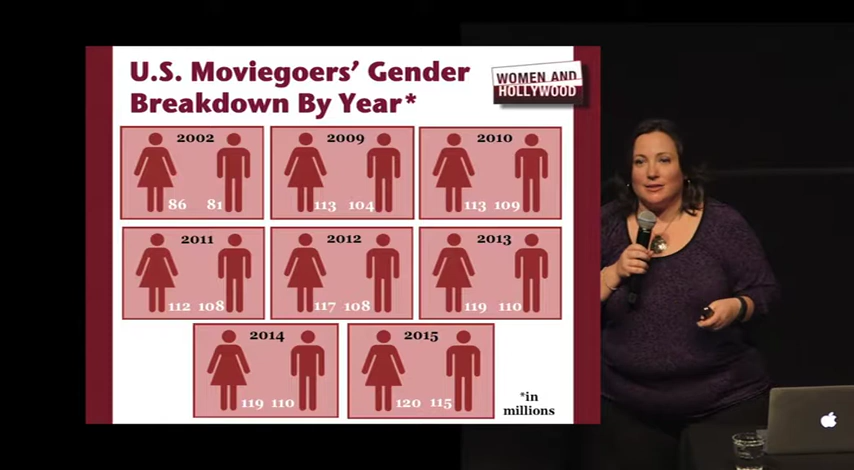 U.S. Moviegoers' Gender
Breakdown By Year*
WOMEN AND
HOLLYWOOD
2002
86 81
2009
113 104
2010
113 109
2011
112 108
2012
117 108
2013
119 110
2014
119 110
2015
120 115
*in
millions